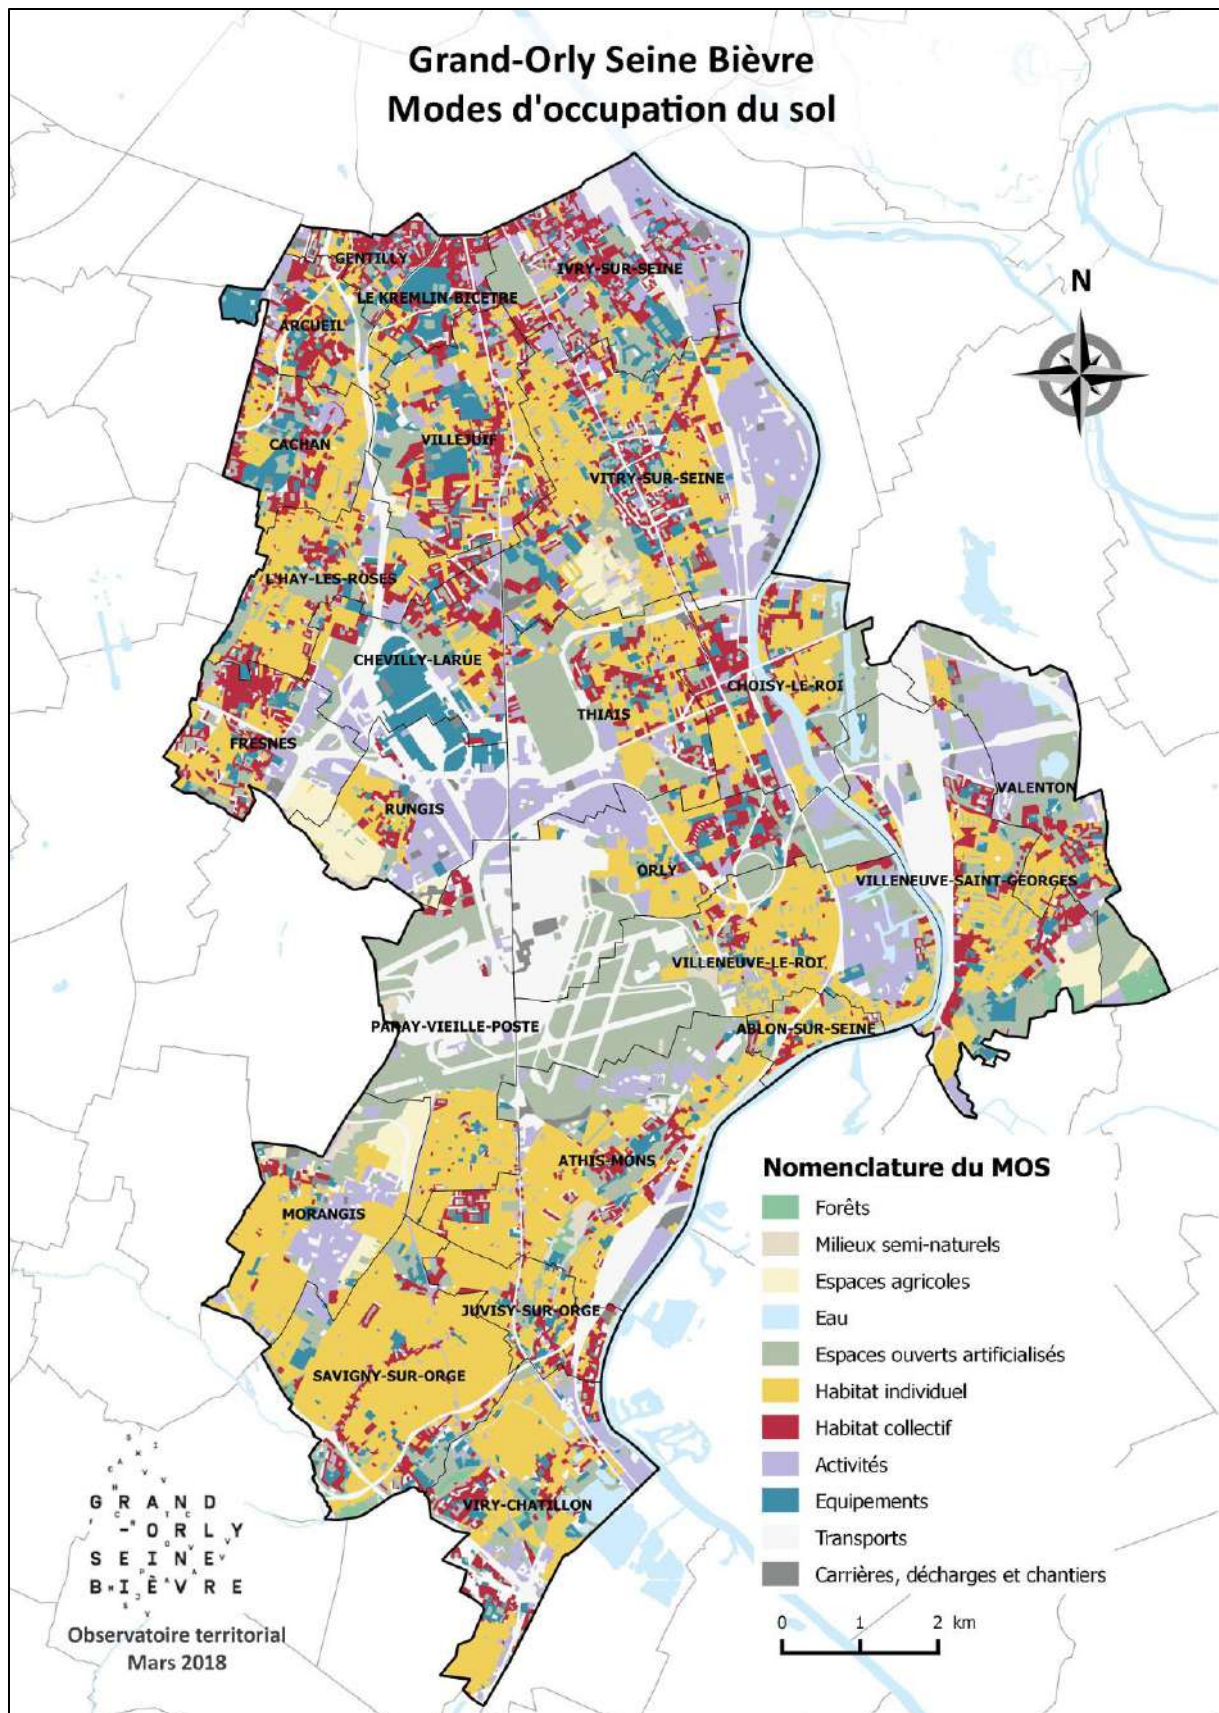 Grand-Orly Seine Bièvre
Modes d'occupation du sol
GENTILLY
IVRY-SUR-SEINE
LE KREMLIN-BICETRE
ARCUEIL
N
CACHAN
VILLEJUIF
VITRY-SUR-SEINE
L'HAY-LES-ROSES
CHEVILLY-LARUE
CHOISY-LE-ROI
THIAIS
FRESNES
VALENTON
RUNGIS
ORLY
VILLENEUVE-SAINT-GEORGES
VILLENEUVE-LE-ROI
PARAY-VIEILLE-POSTE
ABLON-SUR-SEINE
ATHIS-MONS
MORANGIS
JUVISY-SUR-ORGE
SAVIGNY-SUR-ORGE
VIRY-CHATILLON
Nomenclature du MOS
Forêts
Milieux semi-naturels
Espaces agricoles
Eau
Espaces ouverts artificialisés
Habitat individuel
Habitat collectif
Activités
Equipements
Transports
Carrières, décharges et chantiers
0 1 2 km
GRAND
-ORLY
SEINE
BIÈVRE
Observatoire territorial
Mars 2018